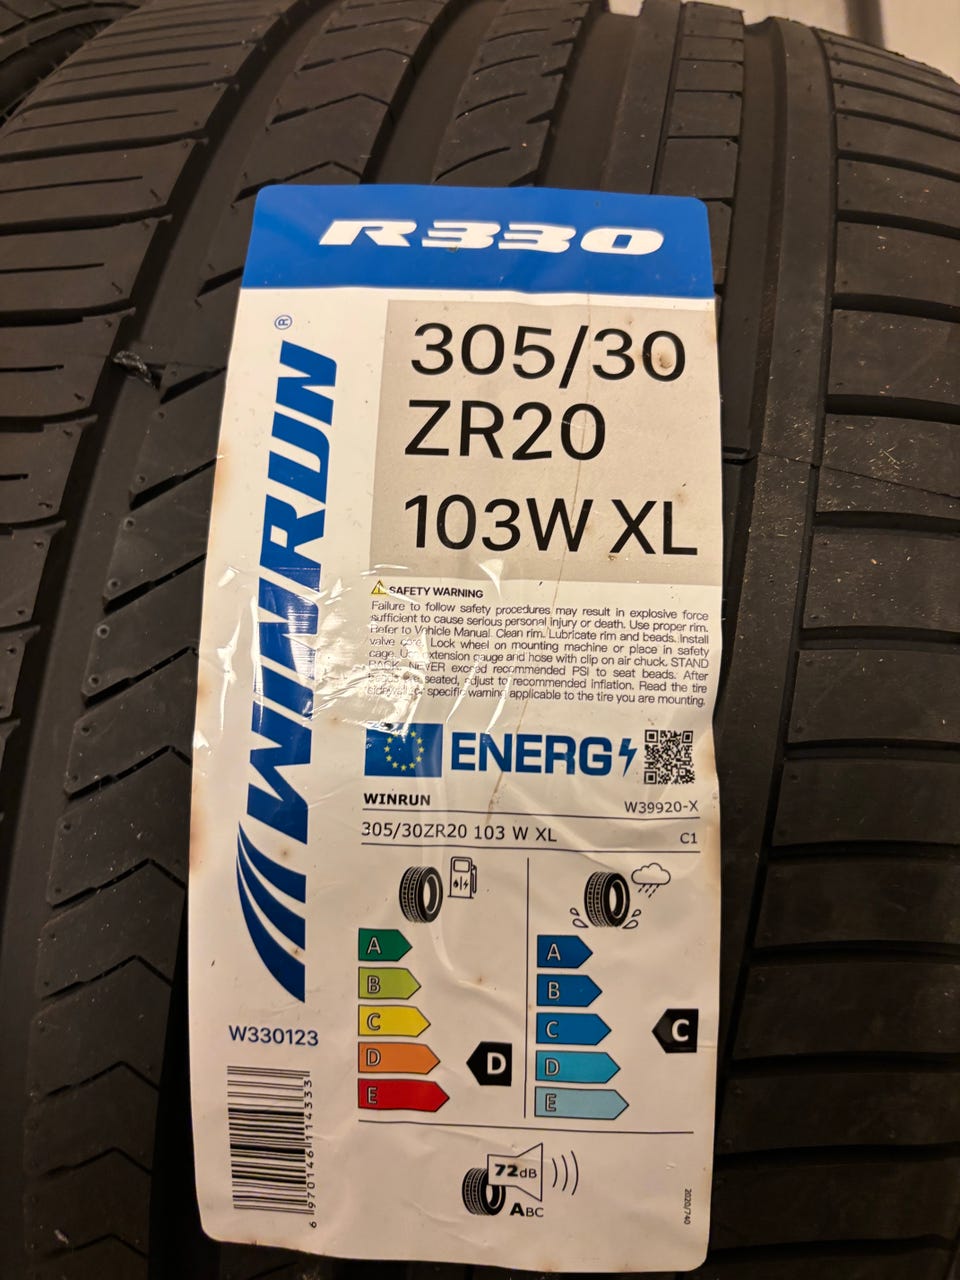 R330
WINRUN®
305/30
ZR20
103W XL
SAFETY WARNING
Failure to follow safety procedures may result in explosive force
sufficient to cause serious personal injury or death. Use proper rim.
Refer to Vehicle Manual. Clean rim. Lubricate rim and beads. Install
valve core. Lock wheel on mounting machine or place in safety
cage. Use extension gauge and hose with clip on air chuck. STAND
BACK. NEVER exceed recommended PSI to seat beads. After
beads are seated, adjust to recommended inflation. Read the tire
sidewall for specific warning applicable to the tire you are mounting.
ENERG
WINRUN W39920-X
305/30ZR20 103 W XL C1
A A
B B
C C C
D D D
E E
72dB
ABC
2020/740
W330123
6970146114333